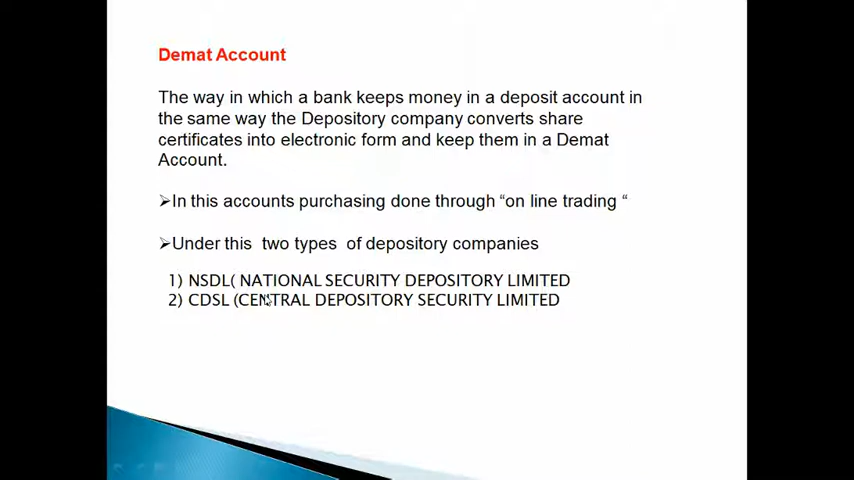 Demat Account
The way in which a bank keeps money in a deposit account in
the same way the Depository company converts share
certificates into electronic form and keep them in a Demat
Account.
➢In this accounts purchasing done through “on line trading “
➢Under this two types of depository companies
1) NSDL( NATIONAL SECURITY DEPOSITORY LIMITED
2) CDSL (CENTRAL DEPOSITORY SECURITY LIMITED